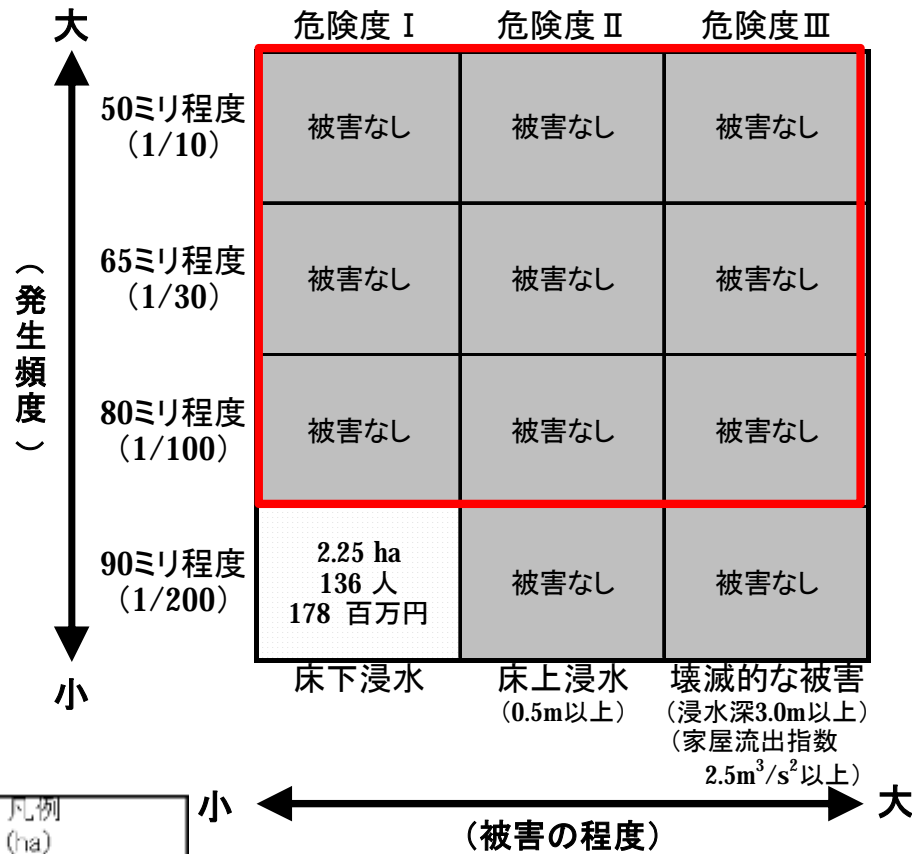 大
危険度Ⅰ
危険度Ⅱ
危険度Ⅲ
50ミリ程度
(1/10)
被害なし
被害なし
被害なし
65ミリ程度
(1/30)
被害なし
被害なし
被害なし
(発生頻度)
80ミリ程度
(1/100)
被害なし
被害なし
被害なし
90ミリ程度
(1/200)
2.25 ha
136 人
178 百万円
被害なし
被害なし
小
床下浸水
床上浸水
(0.5m以上)
壊滅的な被害
(浸水深3.0m以上)
(家屋流出指数
2.5m³/s²以上)
小
大
(被害の程度)
凡例
(ha)